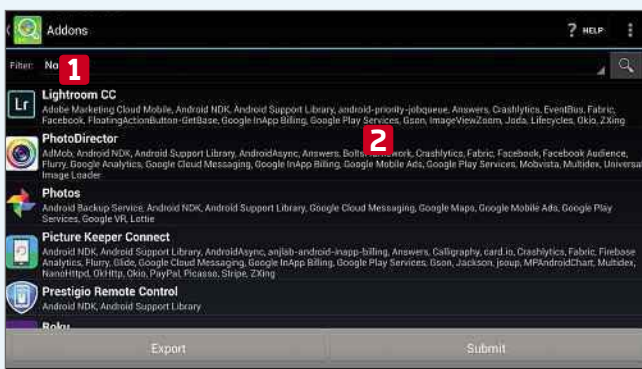 Addons
? HELP
Filter: No
1
Lr
Lightroom CC
Adobe Marketing Cloud Mobile, Android NDK, Android Support Library, android-priority-jobqueue, Answers, Crashlytics, EventBus, Fabric,
Facebook, FloatingActionButton-GetBase, Google InApp Billing, Google Play Services, Gson, ImageViewZoom, Joda, Lifecycles, Okio, ZXing
2
PhotoDirector
AdMob, Android NDK, Android Support Library, AndroidAsync, Answers, Crashlytics, Fabric, Facebook, Facebook Audience,
Flurry, Google Analytics, Google Cloud Messaging, Google InApp Billing, Google Mobile Ads, Google Play Services, Mobvista, Multidex, Universal
Image Loader
Photos
Android Backup Service, Android NDK, Android Support Library, Google Cloud Messaging, Google Maps, Google Mobile Ads, Google Play
Services, Google VR, Lottie
Picture Keeper Connect
Android NDK, Android Support Library, AndroidAsync, anjlab-android-inapp-billing, Answers, Calligraphy, card.io, Crashlytics, Fabric, Firebase
Analytics, Flurry, Glide, Google Cloud Messaging, Google InApp Billing, Google Play Services, Gson, Jackson, jsoup, MPAndroidChart, Multidex,
NanoHttpd, OkHttp, Okio, PayPal, Picasso, Stripe, ZXing
Prestigio Remote Control
Android NDK, Android Support Library
Roku
Export
Submit